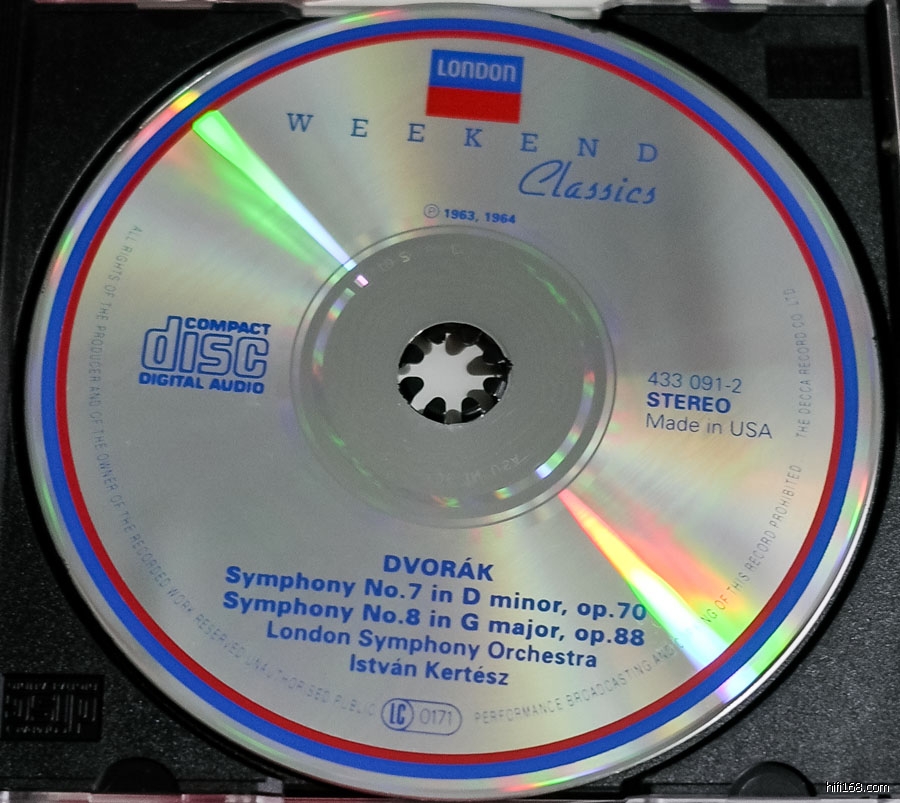 LONDON
WEEKEND
Classics
℗ 1963, 1964
COMPACT
disc
DIGITAL AUDIO
433 091-2
STEREO
Made in USA
DVORÁK
Symphony No.7 in D minor, op.70
Symphony No.8 in G major, op.88
London Symphony Orchestra
István Kertész
LC 0171
ALL RIGHTS OF THE PRODUCER AND OF THE OWNER OF THE RECORDED WORK RESERVED UNAUTHORISED PUBLIC
PERFORMANCE BROADCASTING AND OF THIS RECORD PROHIBITED
THE DECCA RECORD CO. LTD
hifi168.com